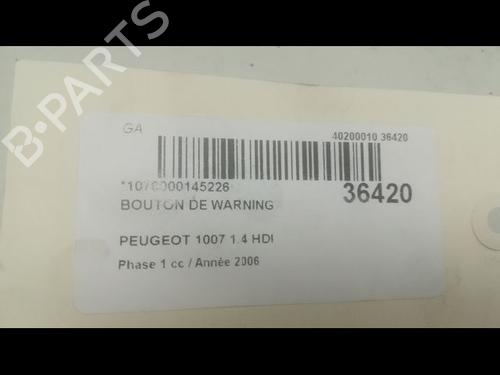 GA
40200010 36420
*1070000145226
36420
BOUTON DE WARNING
PEUGEOT 1007 1.4 HDI
Phase 1 cc / Année 2006
B-PARTS